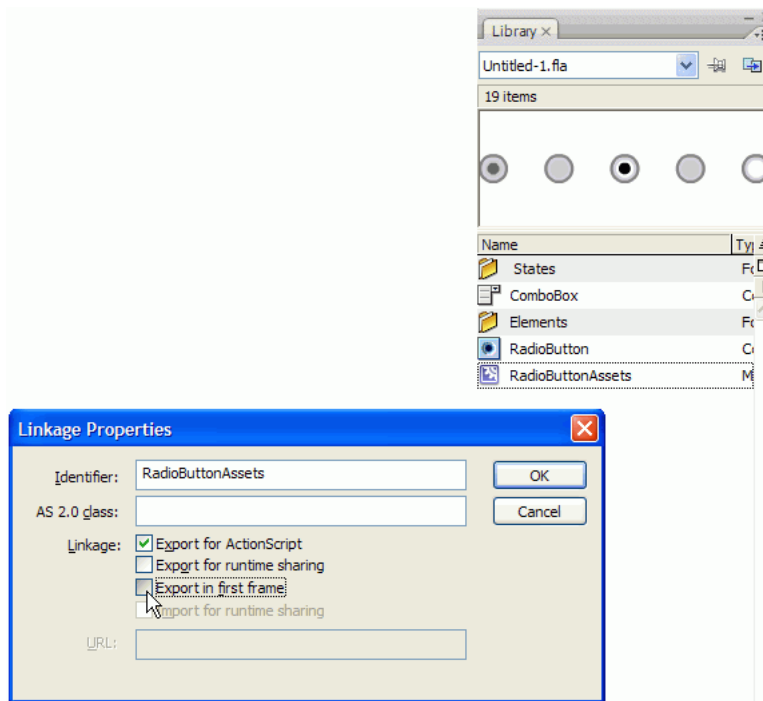 Library
Untitled-1.fla
19 items
Name
States
ComboBox
Elements
RadioButton
RadioButtonAssets
Linkage Properties
Identifier: RadioButtonAssets OK
AS 2.0 class: Cancel
Linkage: Export for ActionScript
Export for runtime sharing
Export in first frame
Import for runtime sharing
URL: